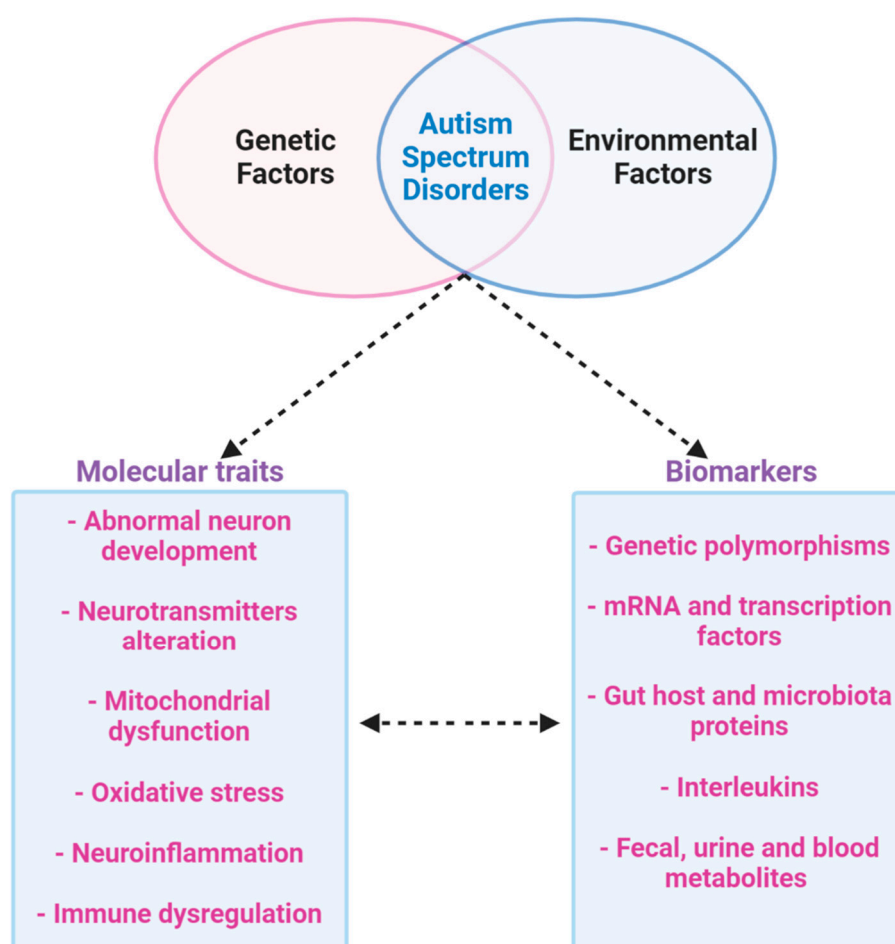 Genetic
Factors
Autism
Spectrum
Disorders
Environmental
Factors
Molecular traits
- Abnormal neuron
development
- Neurotransmitters
alteration
- Mitochondrial
dysfunction
- Oxidative stress
- Neuroinflammation
- Immune dysregulation
Biomarkers
- Genetic polymorphisms
- mRNA and transcription
factors
- Gut host and microbiota
proteins
- Interleukins
- Fecal, urine and blood
metabolites